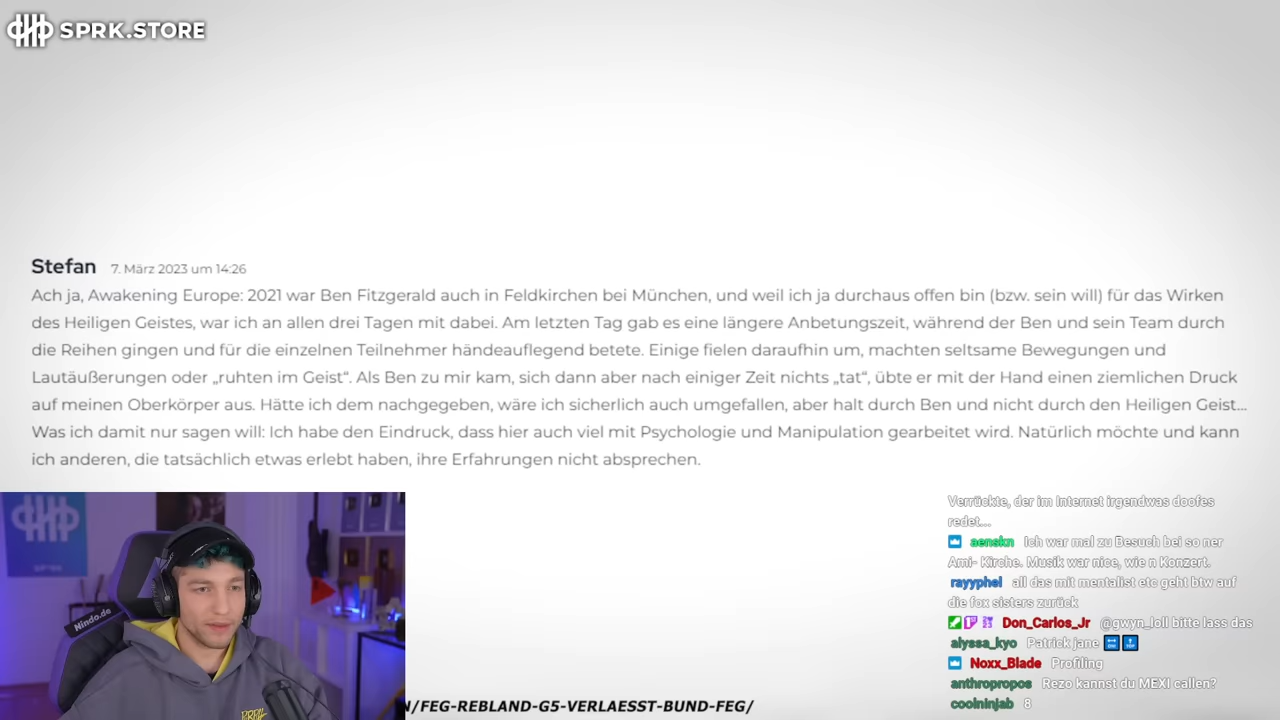 SPRK.STORE
Stefan 7. März 2023 um 14:26
Ach ja, Awakening Europe: 2021 war Ben Fitzgerald auch in Feldkirchen bei München, und weil ich ja durchaus offen bin (bzw. sein will) für das Wirken
des Heiligen Geistes, war ich an allen drei Tagen mit dabei. Am letzten Tag gab es eine längere Anbetungszeit, während der Ben und sein Team durch
die Reihen gingen und für die einzelnen Teilnehmer händeauflegend betete. Einige fielen daraufhin um, machten seltsame Bewegungen und
Lautäußerungen oder „ruhten im Geist“. Als Ben zu mir kam, sich dann aber nach einiger Zeit nichts „tat“, übte er mit der Hand einen ziemlichen Druck
auf meinen Oberkörper aus. Hätte ich dem nachgegeben, wäre ich sicherlich auch umgefallen, aber halt durch Ben und nicht durch den Heiligen Geist...
Was ich damit nur sagen will: Ich habe den Eindruck, dass hier auch viel mit Psychologie und Manipulation gearbeitet wird. Natürlich möchte und kann
ich anderen, die tatsächlich etwas erlebt haben, ihre Erfahrungen nicht absprechen.
Verrückte, der im Internet irgendwas doofes
redet...
aenskn Ich war mal zu Besuch bei so ner
Ami- Kirche. Musik war nice, wie n Konzert.
rayyphel all das mit mentalist etc geht btw auf
die fox sisters zurück
Don_Carlos_Jr @gwyn_loll bitte lass das
alyssa_kyo Patrick jane
Noxx_Blade Profiling
anthropropos Rezo kannst du MEXI callen?
coolninjab 8
Nindo.de
/FEG-REBLAND-G5-VERLAESST-BUND-FEG/